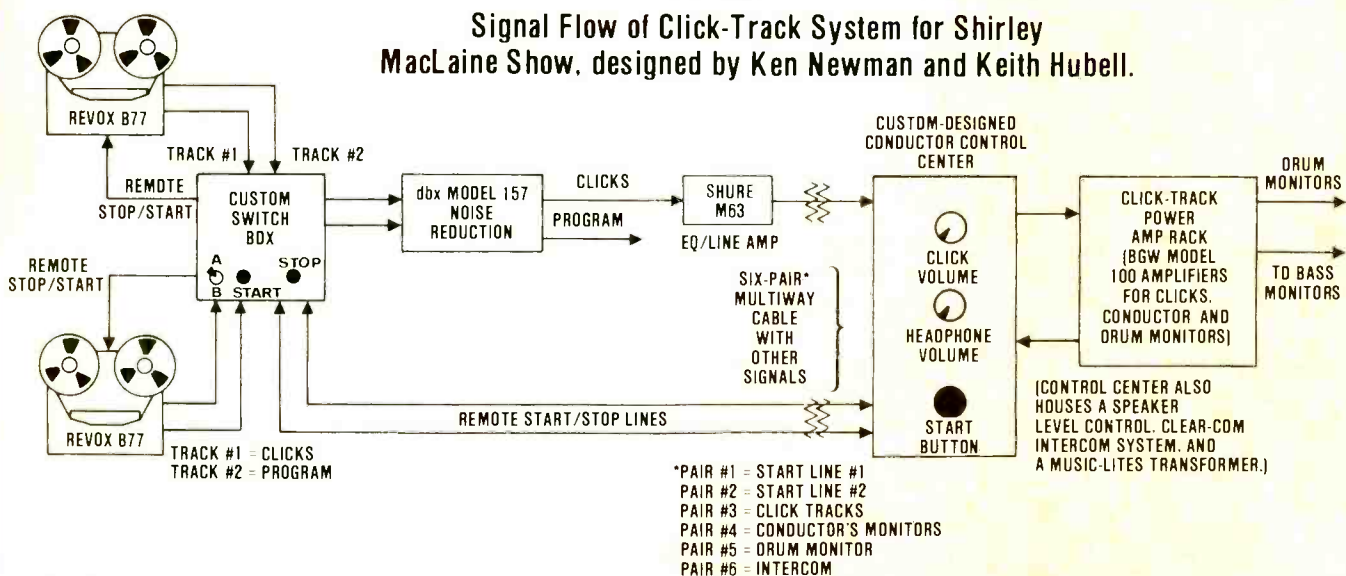 Signal Flow of Click-Track System for Shirley
MacLaine Show, designed by Ken Newman and Keith Hubell.
REVOX B77
TRACK #1
TRACK #2
REMOTE
STOP/START
CUSTOM
SWITCH
BOX
A
B
START
STOP
REMOTE
STOP/START
REVOX B77
TRACK #1 = CLICKS
TRACK #2 = PROGRAM
dbx MODEL 157
NOISE
REDUCTION
CLICKS
PROGRAM
SHURE
M63
EQ/LINE AMP
SIX-PAIR*
MULTIWAY
CABLE
WITH
OTHER
SIGNALS
REMOTE START/STOP LINES
CUSTOM-DESIGNED
CONDUCTOR CONTROL
CENTER
CLICK
VOLUME
HEADPHONE
VOLUME
START
BUTTON
CLICK-TRACK
POWER
AMP RACK
(BGW MODEL
100 AMPLIFIERS
FOR CLICKS,
CONDUCTOR AND
DRUM MONITORS)
DRUM
MONITORS
TO BASS
MONITORS
(CONTROL CENTER ALSO
HOUSES A SPEAKER
LEVEL CONTROL, CLEAR-COM
INTERCOM SYSTEM, AND
A MUSIC-LITES TRANSFORMER.)
*PAIR #1 = START LINE #1
PAIR #2 = START LINE #2
PAIR #3 = CLICK TRACKS
PAIR #4 = CONDUCTOR'S MONITORS
PAIR #5 = DRUM MONITOR
PAIR #6 = INTERCOM